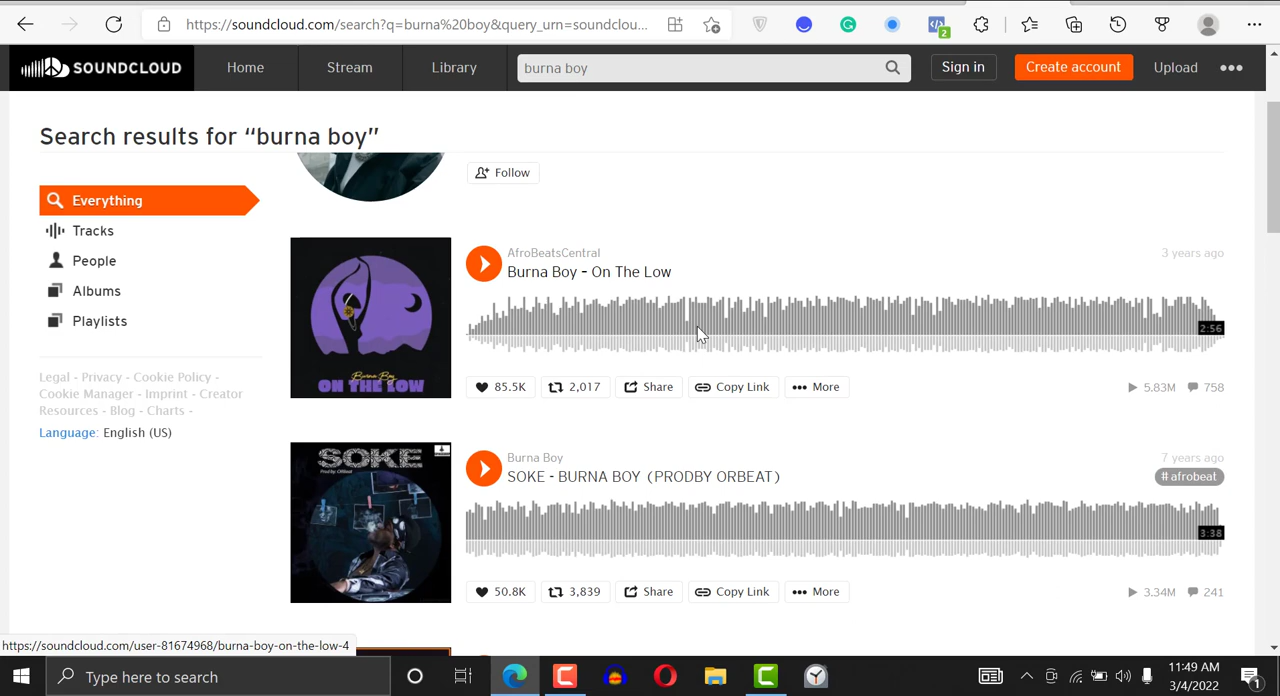 https://soundcloud.com/search?q=burna%20boy&query_urn=soundclou...
2
SOUNDCLOUD
Home
Stream
Library
burna boy
Sign in
Create account
Upload
Search results for “burna boy”
Follow
Everything
Tracks
People
Albums
Playlists
Legal - Privacy - Cookie Policy -
Cookie Manager - Imprint - Creator
Resources - Blog - Charts -
Language: English (US)
AfroBeatsCentral
3 years ago
Burna Boy - On The Low
2:56
Burna Boy
ON THE LOW
85.5K
2,017
Share
Copy Link
More
5.83M
758
SOKE
Prod by. OrBeat
Burna Boy
7 years ago
SOKE - BURNA BOY (PRODBY ORBEAT)
# afrobeat
3:38
50.8K
3,839
Share
Copy Link
More
3.34M
241
https://soundcloud.com/user-81674968/burna-boy-on-the-low-4
Type here to search
11:49 AM
3/4/2022
1